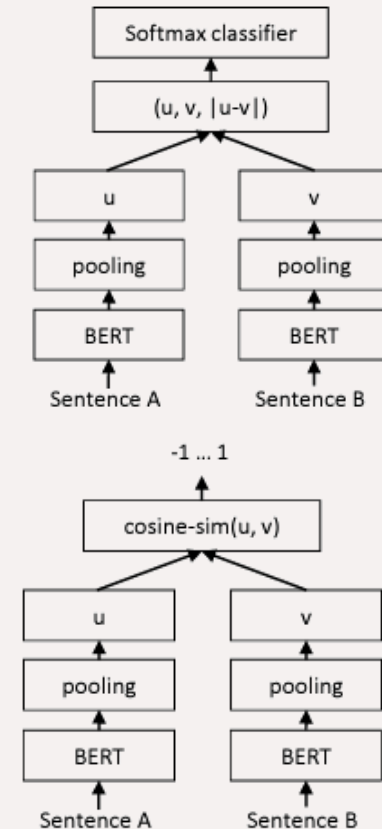 Softmax classifier
(u, v, |u-v|)
u v
pooling pooling
BERT BERT
Sentence A Sentence B
-1 ... 1
cosine-sim(u, v)
u v
pooling pooling
BERT BERT
Sentence A Sentence B